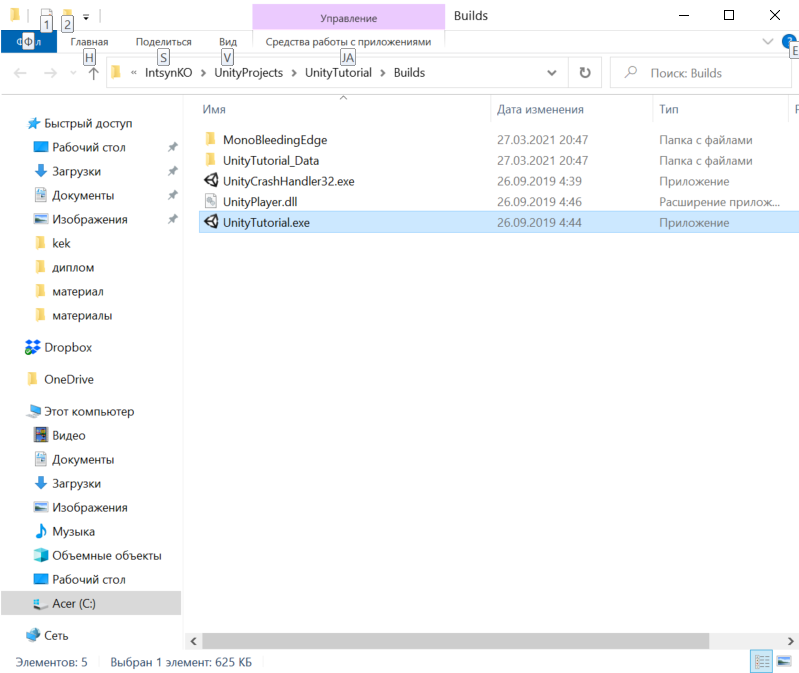 1
2
Управление
Builds
Ф
Главная
Поделиться
Вид
Средства работы с приложениями
H
S
V
JA
E
« IntsynKO > UnityProjects > UnityTutorial > Builds
Поиск: Builds
Имя
Дата изменения
Тип
MonoBleedingEdge 27.03.2021 20:47 Папка с файлами
UnityTutorial_Data 27.03.2021 20:47 Папка с файлами
UnityCrashHandler32.exe 26.09.2019 4:39 Приложение
UnityPlayer.dll 26.09.2019 4:46 Расширение прилож...
UnityTutorial.exe 26.09.2019 4:44 Приложение
Быстрый доступ
Рабочий стол
Загрузки
Документы
Изображения
kek
диплом
материал
материалы
Dropbox
OneDrive
Этот компьютер
Видео
Документы
Загрузки
Изображения
Музыка
Объемные объекты
Рабочий стол
Acer (C:)
Сеть
Элементов: 5
Выбран 1 элемент: 625 КБ